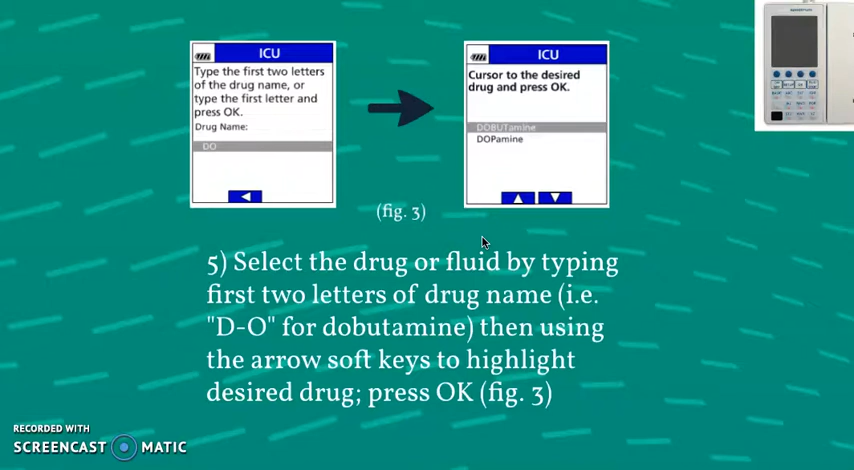 ICU
Type the first two letters
of the drug name, or
type the first letter and
press OK.
Drug Name:
DO
ICU
Cursor to the desired
drug and press OK.
DOBUTamine
DOPamine
(fig. 3)
5) Select the drug or fluid by typing
first two letters of drug name (i.e.
"D-O" for dobutamine) then using
the arrow soft keys to highlight
desired drug; press OK (fig. 3)
RECORDED WITH
SCREENCAST MATIC